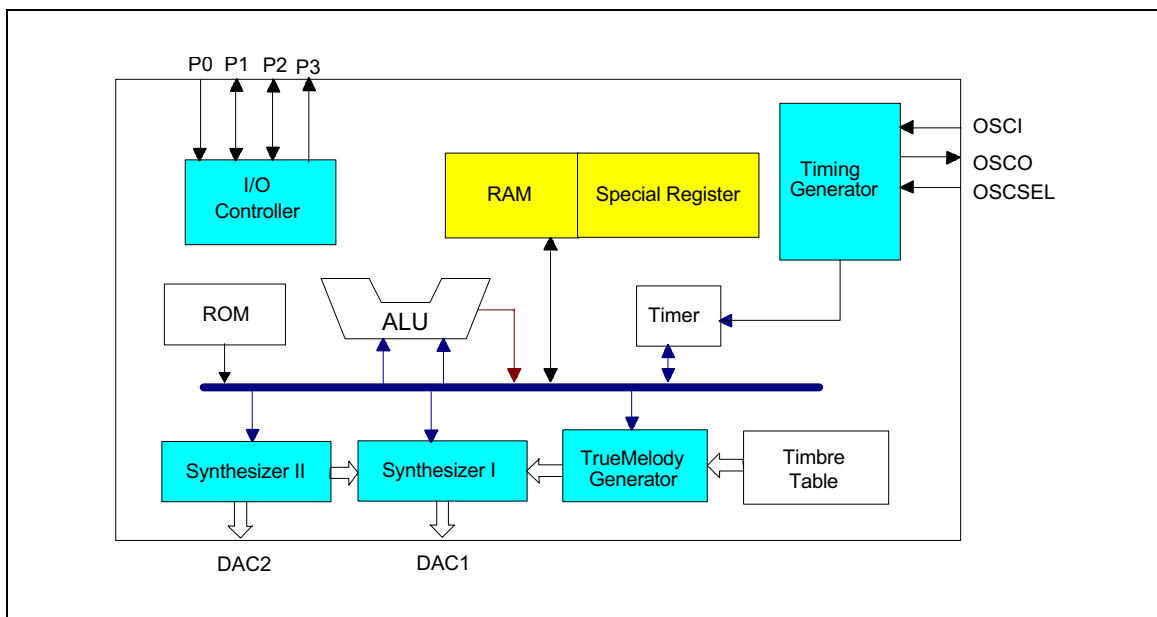 P0 P1 P2 P3
I/O
Controller
RAM
Special Register
Timing
Generator
OSCI
OSCO
OSCSEL
ROM
ALU
Timer
Synthesizer II
Synthesizer I
TrueMelody
Generator
Timbre
Table
DAC2
DAC1